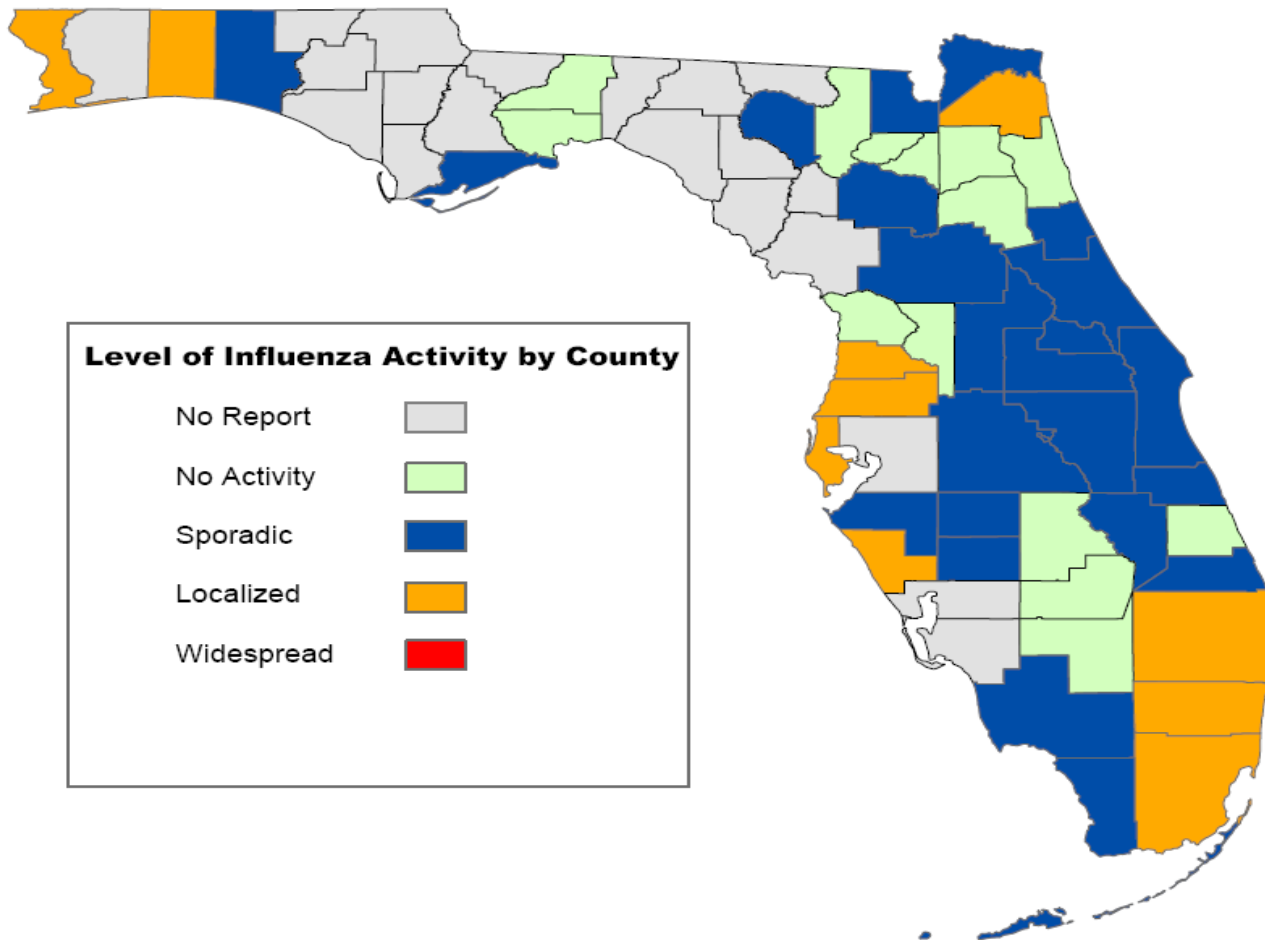 Level of Influenza Activity by County
No Report
No Activity
Sporadic
Localized
Widespread